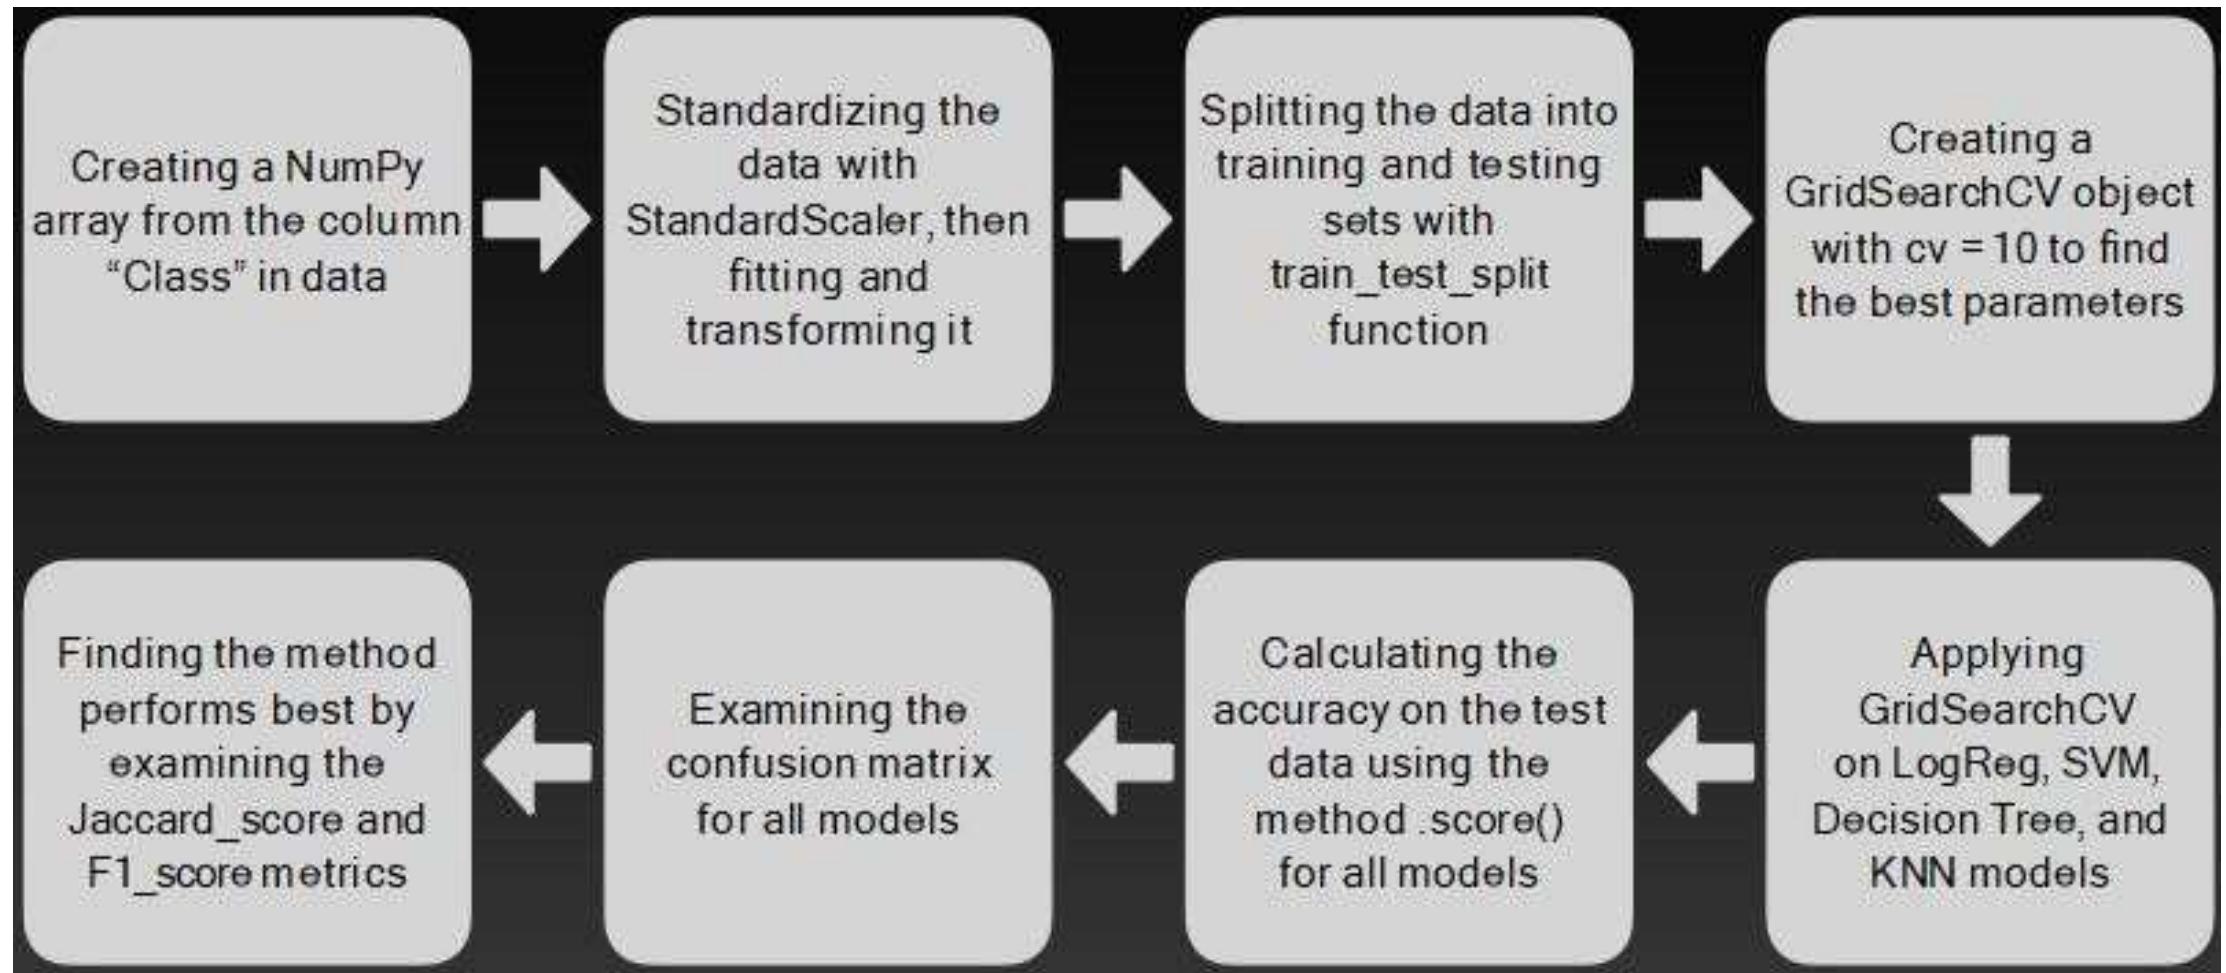 Creating a NumPy
array from the column
“Class” in data
Standardizing the
data with
StandardScaler, then
fitting and
transforming it
Splitting the data into
training and testing
sets with
train_test_split
function
Creating a
GridSearchCV object
with cv = 10 to find
the best parameters
Applying
GridSearchCV
on LogReg, SVM,
Decision Tree, and
KNN models
Calculating the
accuracy on the test
data using the
method .score()
for all models
Examining the
confusion matrix
for all models
Finding the method
performs best by
examining the
Jaccard_score and
F1_score metrics